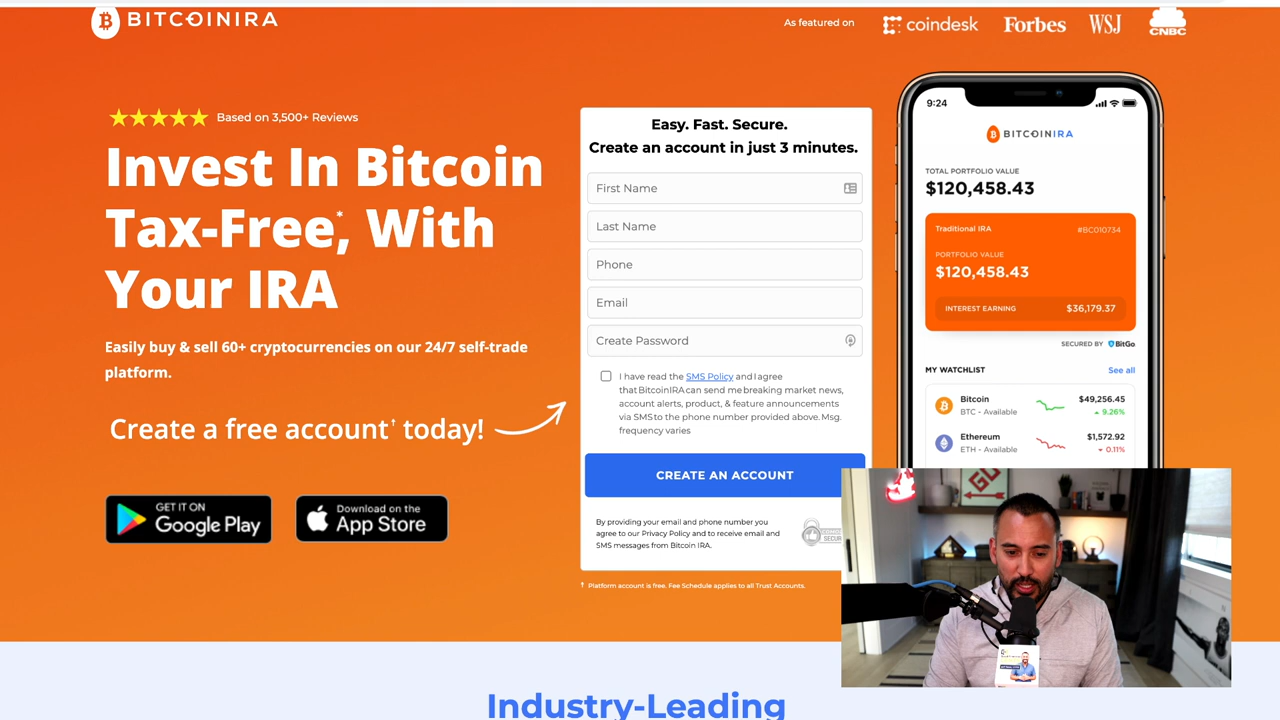 BITCOINIRA
As featured on
coindesk
Forbes
WSJ
CNBC
Based on 3,500+ Reviews
Invest In Bitcoin
Tax-Free*, With
Your IRA
Easily buy & sell 60+ cryptocurrencies on our 24/7 self-trade
platform.
Create a free account† today!
GET IT ON
Google Play
Download on the
App Store
Easy. Fast. Secure.
Create an account in just 3 minutes.
First Name
Last Name
Phone
Email
Create Password
I have read the SMS Policy and I agree
that BitcoinIRA can send me breaking market news,
account alerts, product, & feature announcements
via SMS to the phone number provided above. Msg.
frequency varies
CREATE AN ACCOUNT
By providing your email and phone number you
agree to our Privacy Policy and to receive email and
SMS messages from Bitcoin IRA.
† Platform account is free. Fee Schedule applies to all Trust Accounts.
9:24
BITCOINIRA
TOTAL PORTFOLIO VALUE
$120,458.43
Traditional IRA
#BC010734
PORTFOLIO VALUE
$120,458.43
INTEREST EARNING
$36,179.37
SECURED BY BitGo
MY WATCHLIST
See all
Bitcoin
$49,256.45
BTC - Available
9.26%
Ethereum
$1,572.92
ETH - Available
0.11%
Industry-Leading